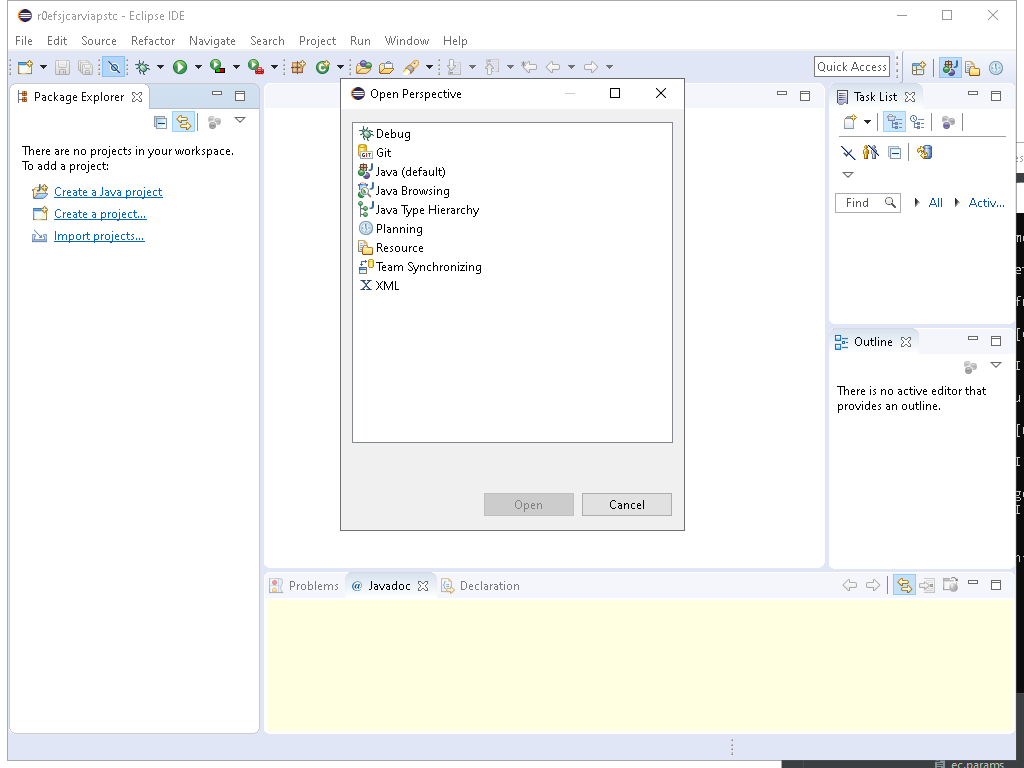 r0efsjcarviapstc - Eclipse IDE
File Edit Source Refactor Navigate Search Project Run Window Help
Quick Access
Package Explorer
There are no projects in your workspace.
To add a project:
Create a Java project
Create a project...
Import projects...
Open Perspective
Debug
Git
Java (default)
Java Browsing
Java Type Hierarchy
Planning
Resource
Team Synchronizing
XML
Open Cancel
Task List
Find All Activ...
Outline
There is no active editor that
provides an outline.
Problems @ Javadoc Declaration
ec.params